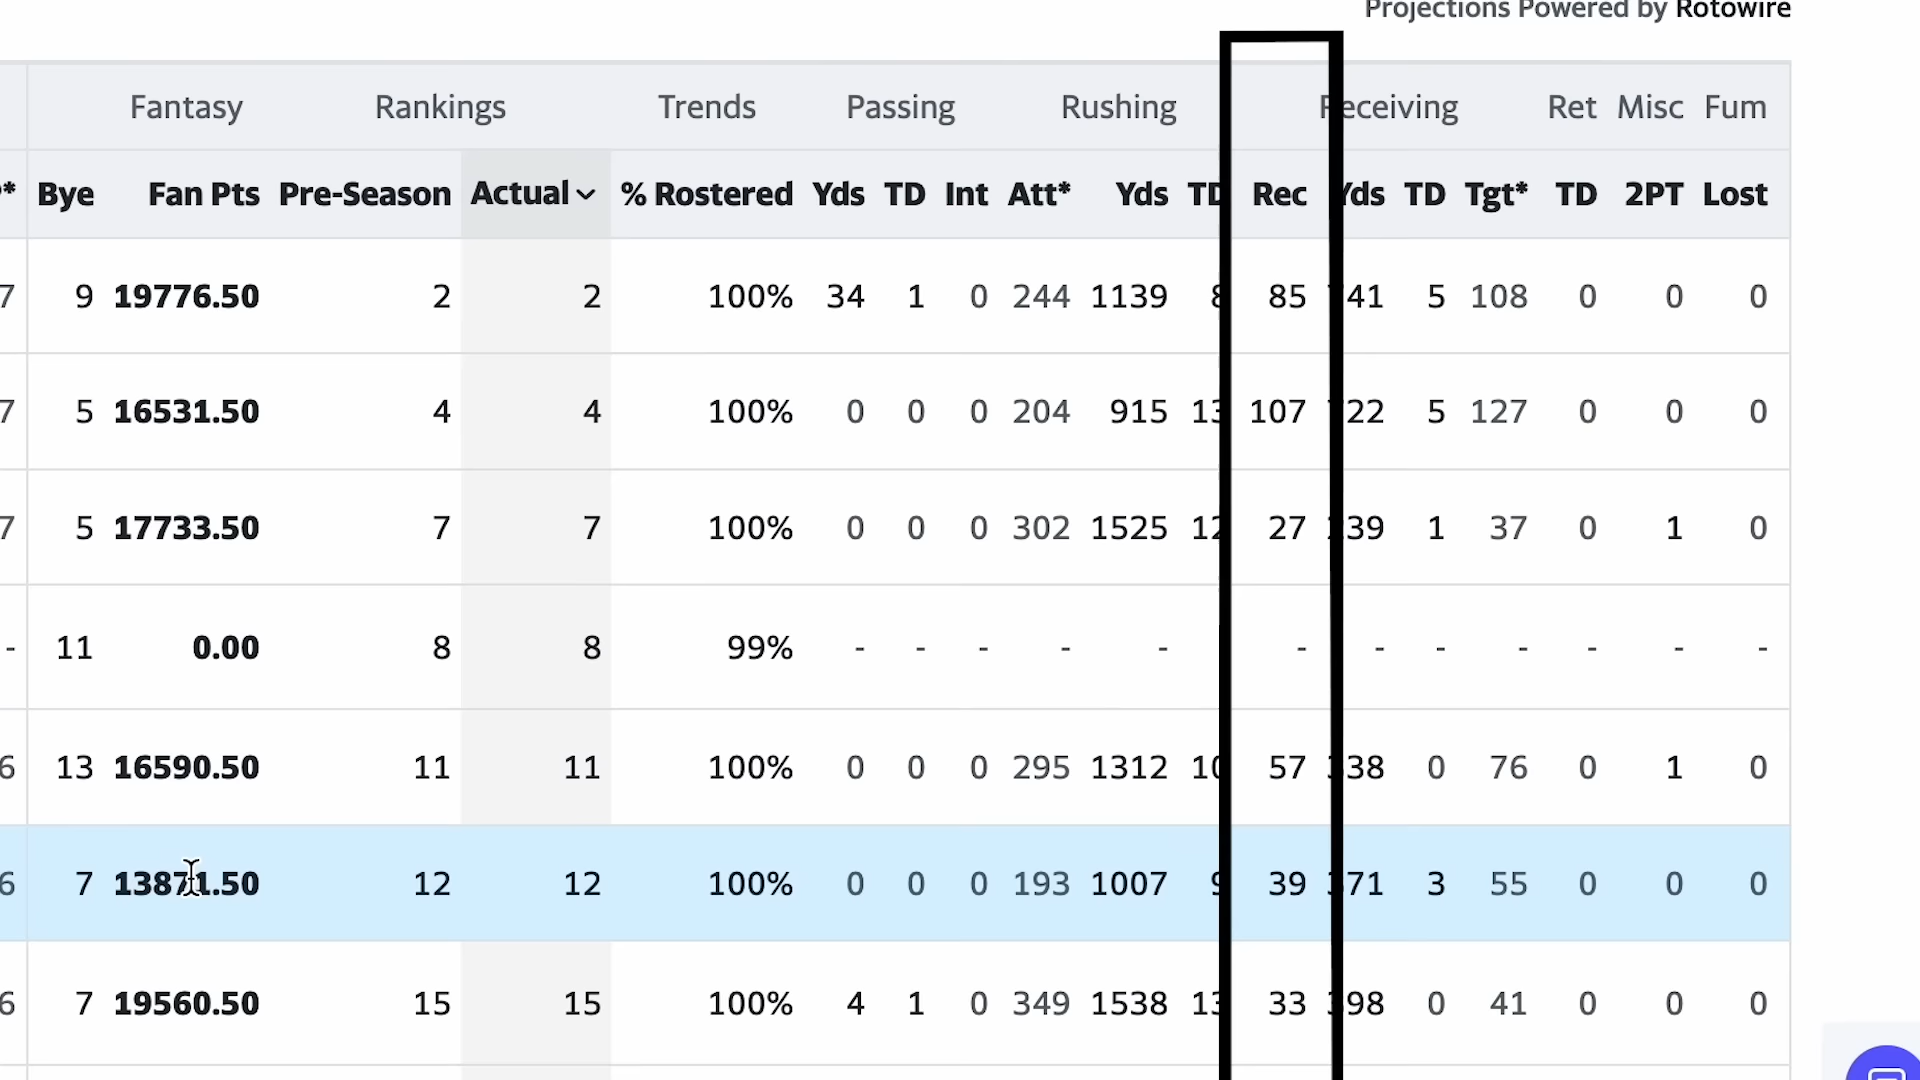 Projections Powered by Rotowire
Fantasy Rankings Trends Passing Rushing Receiving Ret Misc Fum
Bye Fan Pts Pre-Season Actual % Rostered Yds TD Int Att* Yds TD Rec Yds TD Tgt* TD 2PT Lost
7 9 19776.50 2 2 100% 34 1 0 244 1139 8 85 41 5 108 0 0 0
7 5 16531.50 4 4 100% 0 0 0 204 915 13 107 22 5 127 0 0 0
7 5 17733.50 7 7 100% 0 0 0 302 1525 12 27 39 1 37 0 1 0
- 11 0.00 8 8 99% - - - - - - - - - - - -
6 13 16590.50 11 11 100% 0 0 0 295 1312 10 57 38 0 76 0 1 0
6 7 13871.50 12 12 100% 0 0 0 193 1007 9 39 71 3 55 0 0 0
6 7 19560.50 15 15 100% 4 1 0 349 1538 13 33 98 0 41 0 0 0